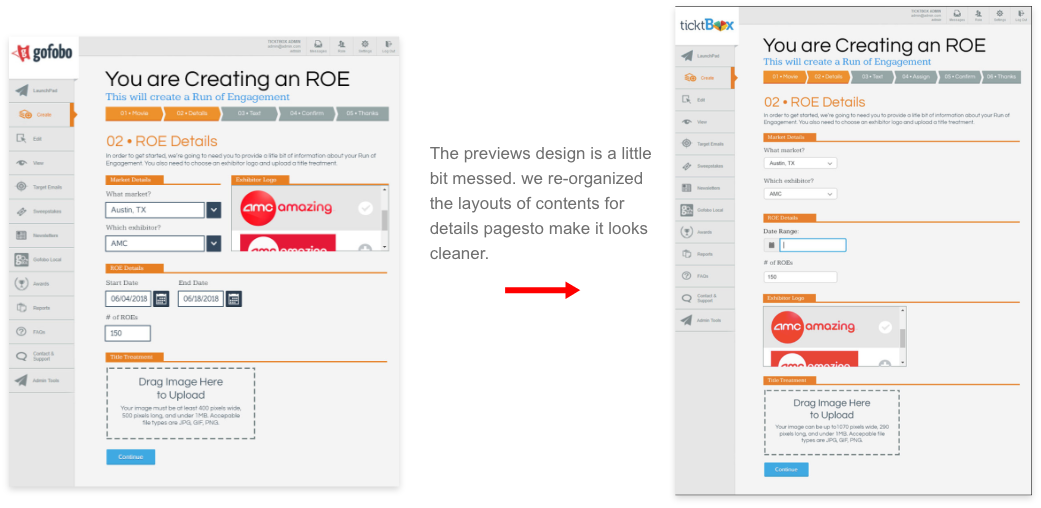 gofobo
TICKTBOX ADMIN
admin@admin.com
Messages
Settings
Log Out
LaunchPad
Create
Edit
View
Target Emails
Sweepstakes
Newsletters
Gofobo Local
Awards
Reports
FAQs
Contact &
Support
Admin Tools
You are Creating an ROE
This will create a Run of Engagement
01 • Movie
02 • Details
03 • Text
04 • Confirm
05 • Thanks
02 • ROE Details
In order to get started, we're going to need you to provide a little bit of information about your Run of
Engagement. You also need to choose an exhibitor logo and upload a title treatment.
Market Details
What market?
Austin, TX
Which exhibitor?
AMC
Exhibitor Logo
amc amazing
amc amazing
ROE Details
Start Date
End Date
06/04/2018
06/18/2018
# of ROEs
150
Title Treatment
Drag Image Here
to Upload
Your image must be at least 400 pixels wide,
500 pixels long, and under 1MB. Accepable
file types are JPG, GIF, PNG.
Continue
The previews design is a little
bit messed. we re-organized
the layouts of contents for
details pagesto make it looks
cleaner.
ticktBox
TICKTBOX ADMIN
admin@admin.com
Messages
Settings
Log Out
LaunchPad
Create
Edit
View
Target Emails
Sweepstakes
Newsletters
Gofobo Local
Awards
Reports
FAQs
Contact &
Support
Admin Tools
You are Creating an ROE
This will create a Run of Engagement
01 • Movie
02 • Details
03 • Text
04 • Assign
05 • Confirm
06 • Thanks
02 • ROE Details
In order to get started, we're going to need you to provide a little bit of information about your Run of
Engagement. You also need to choose an exhibitor logo and upload a title treatment.
Market Details
What market?
Austin, TX
Which exhibitor?
AMC
ROE Details
Date Range:
# of ROEs
150
Exhibitor Logo
amc amazing
amc amazing
Title Treatment
Drag Image Here
to Upload
Your image can be up to 1070 pixels wide, 290
pixels long, and under 1MB. Accepable file
types are JPG, GIF, PNG.
Continue